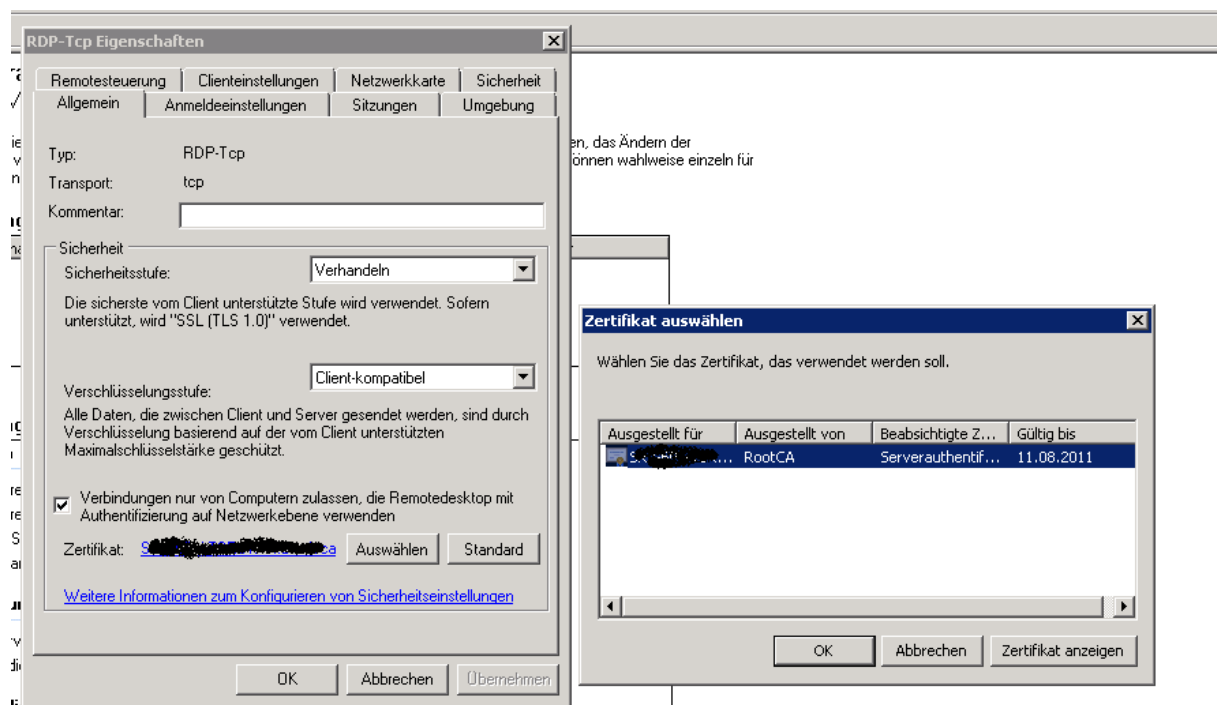 RDP-Tcp Eigenschaften
Remotesteuerung Clienteinstellungen Netzwerkkarte Sicherheit
Allgemein Anmeldeeinstellungen Sitzungen Umgebung
Typ: RDP-Tcp
Transport: tcp
Kommentar:
Sicherheit
Sicherheitsstufe: Verhandeln
Die sicherste vom Client unterstützte Stufe wird verwendet. Sofern
unterstützt, wird "SSL (TLS 1.0)" verwendet.
Verschlüsselungsstufe: Client-kompatibel
Alle Daten, die zwischen Client und Server gesendet werden, sind durch
Verschlüsselung basierend auf der vom Client unterstützten
Maximalschlüsselstärke geschützt.
Verbindungen nur von Computern zulassen, die Remotedesktop mit
Authentifizierung auf Netzwerkebene verwenden
Zertifikat: Auswählen Standard
Weitere Informationen zum Konfigurieren von Sicherheitseinstellungen
OK Abbrechen Übernehmen
en, das Ändern der
önnen wahlweise einzeln für
Zertifikat auswählen
Wählen Sie das Zertifikat, das verwendet werden soll.
Ausgestellt für Ausgestellt von Beabsichtigte Z... Gültig bis
RootCA Serverauthentif... 11.08.2011
OK Abbrechen Zertifikat anzeigen